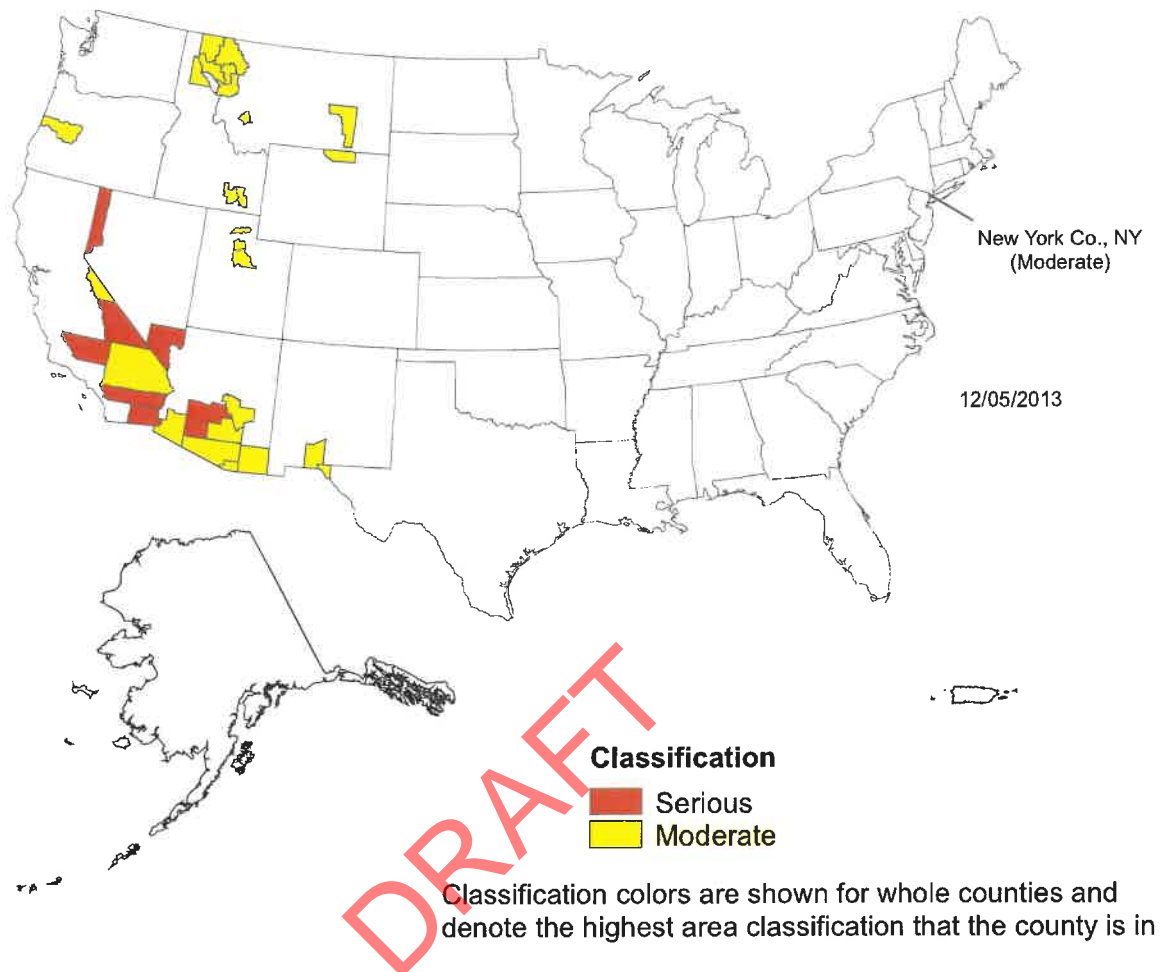 New York Co., NY
(Moderate)
12/05/2013
DRAFT
Classification
Serious
Moderate
Classification colors are shown for whole counties and
denote the highest area classification that the county is in